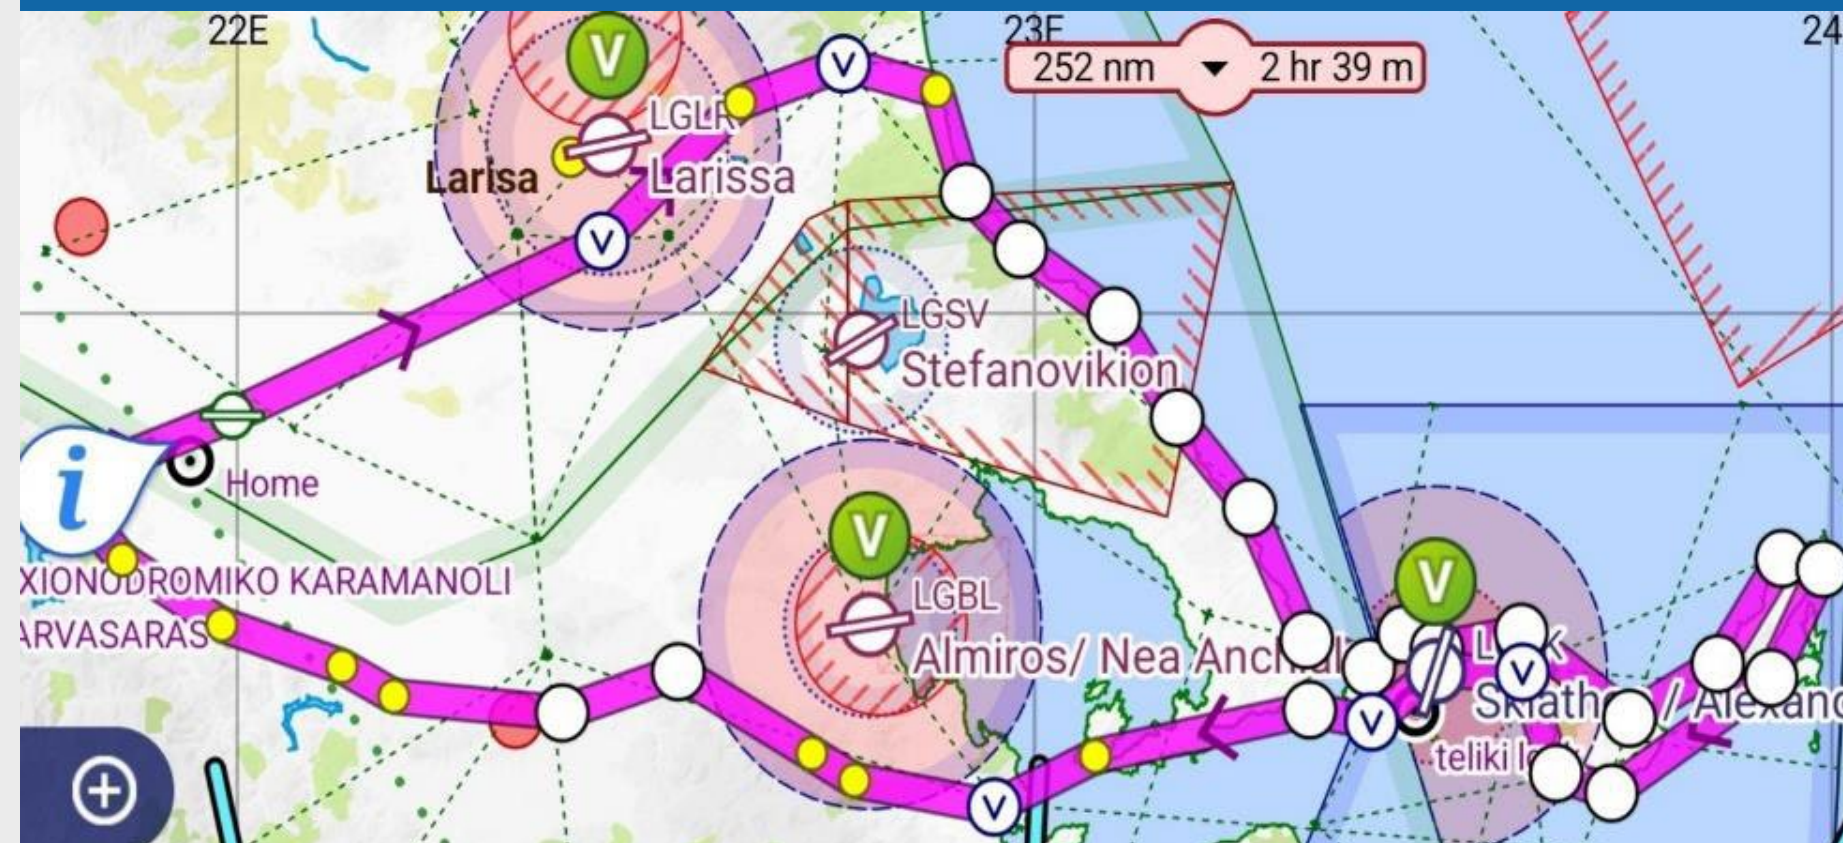 22E
23E
24
252 nm
2 hr 39 m
V
V
LGLR
Larisa
Larissa
V
LGSV
Stefanovikion
i
Home
V
V
XIONODROMIKO KARAMANOLI
LGBL
ARVASARAS
Almiros/ Nea
V
V
V
teliki